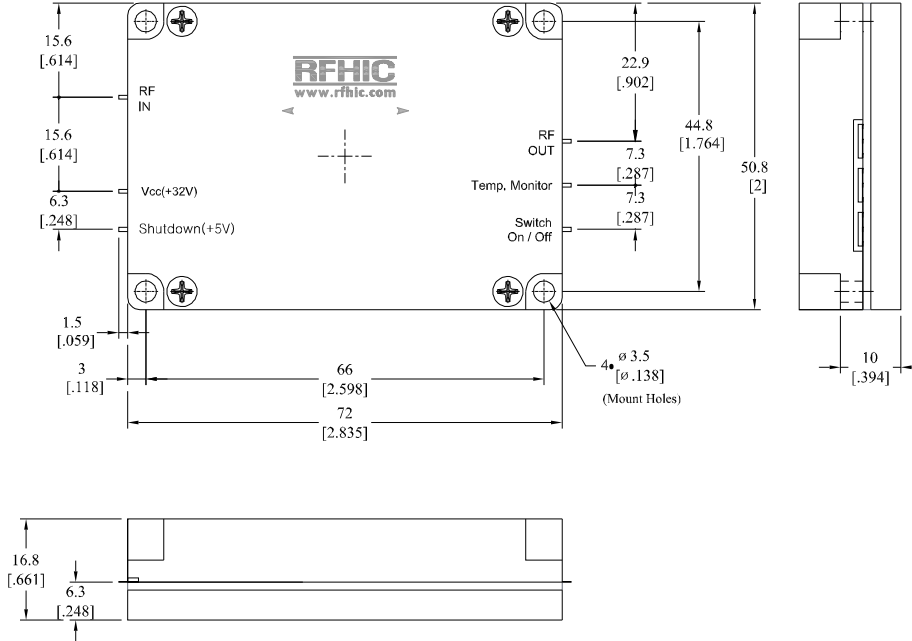 15.6
[.614]
15.6
[.614]
6.3
[.248]
RF
IN
Vcc(+32V)
Shutdown(+5V)
RFHIC
www.rfhic.com
RF
OUT
Temp, Monitor
Switch
On / Off
22.9
[.902]
7.3
[.287]
7.3
[.287]
44.8
[1.764]
50.8
[2]
1.5
[.059]
3
[.118]
66
[2.598]
72
[2.835]
4•
ø 3.5
[ø .138]
(Mount Holes)
10
[.394]
16.8
[.661]
6.3
[.248]